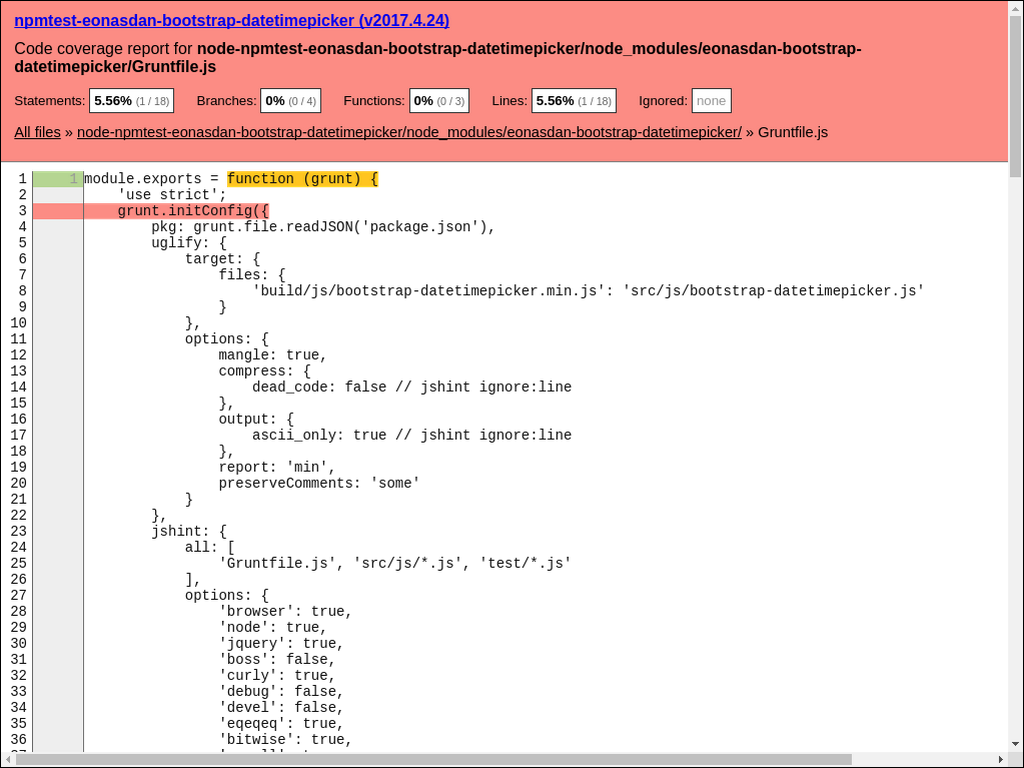 npmtest-eonasdan-bootstrap-datetimepicker (v2017.4.24)
Code coverage report for node-npmtest-eonasdan-bootstrap-datetimepicker/node_modules/eonasdan-bootstrap-
datetimepicker/Gruntfile.js
Statements: 5.56% (1 / 18) Branches: 0% (0 / 4) Functions: 0% (0 / 3) Lines: 5.56% (1 / 18) Ignored: none
All files » node-npmtest-eonasdan-bootstrap-datetimepicker/node_modules/eonasdan-bootstrap-datetimepicker/ » Gruntfile.js
1 1 module.exports = function (grunt) {
2 'use strict';
3 grunt.initConfig({
4 pkg: grunt.file.readJSON('package.json'),
5 uglify: {
6 target: {
7 files: {
8 'build/js/bootstrap-datetimepicker.min.js': 'src/js/bootstrap-datetimepicker.js'
9 }
10 },
11 options: {
12 mangle: true,
13 compress: {
14 dead_code: false // jshint ignore:line
15 },
16 output: {
17 ascii_only: true // jshint ignore:line
18 },
19 report: 'min',
20 preserveComments: 'some'
21 }
22 },
23 jshint: {
24 all: [
25 'Gruntfile.js', 'src/js/*.js', 'test/*.js'
26 ],
27 options: {
28 'browser': true,
29 'node': true,
30 'jquery': true,
31 'boss': false,
32 'curly': true,
33 'debug': false,
34 'devel': false,
35 'eqeqeq': true,
36 'bitwise': true,